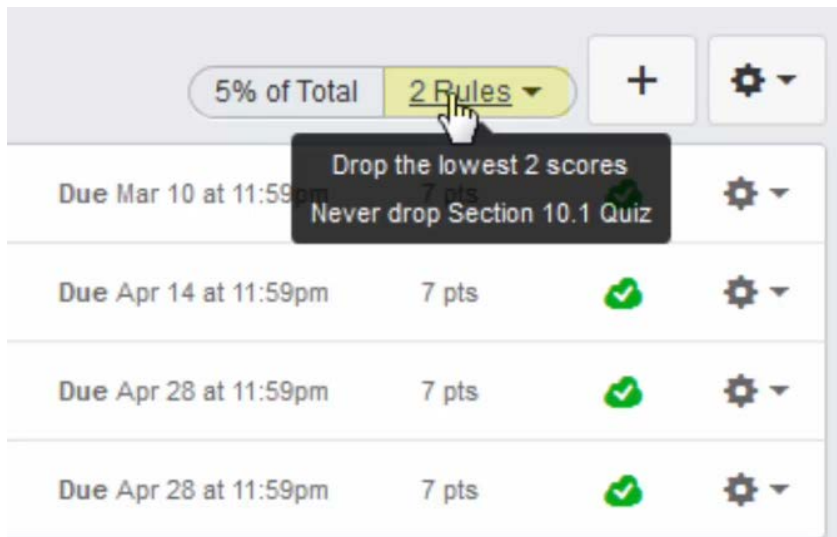 5% of Total 2 Rules
+
Drop the lowest 2 scores
Never drop Section 10.1 Quiz
Due Mar 10 at 11:59pm 7 pts
Due Apr 14 at 11:59pm 7 pts
Due Apr 28 at 11:59pm 7 pts
Due Apr 28 at 11:59pm 7 pts